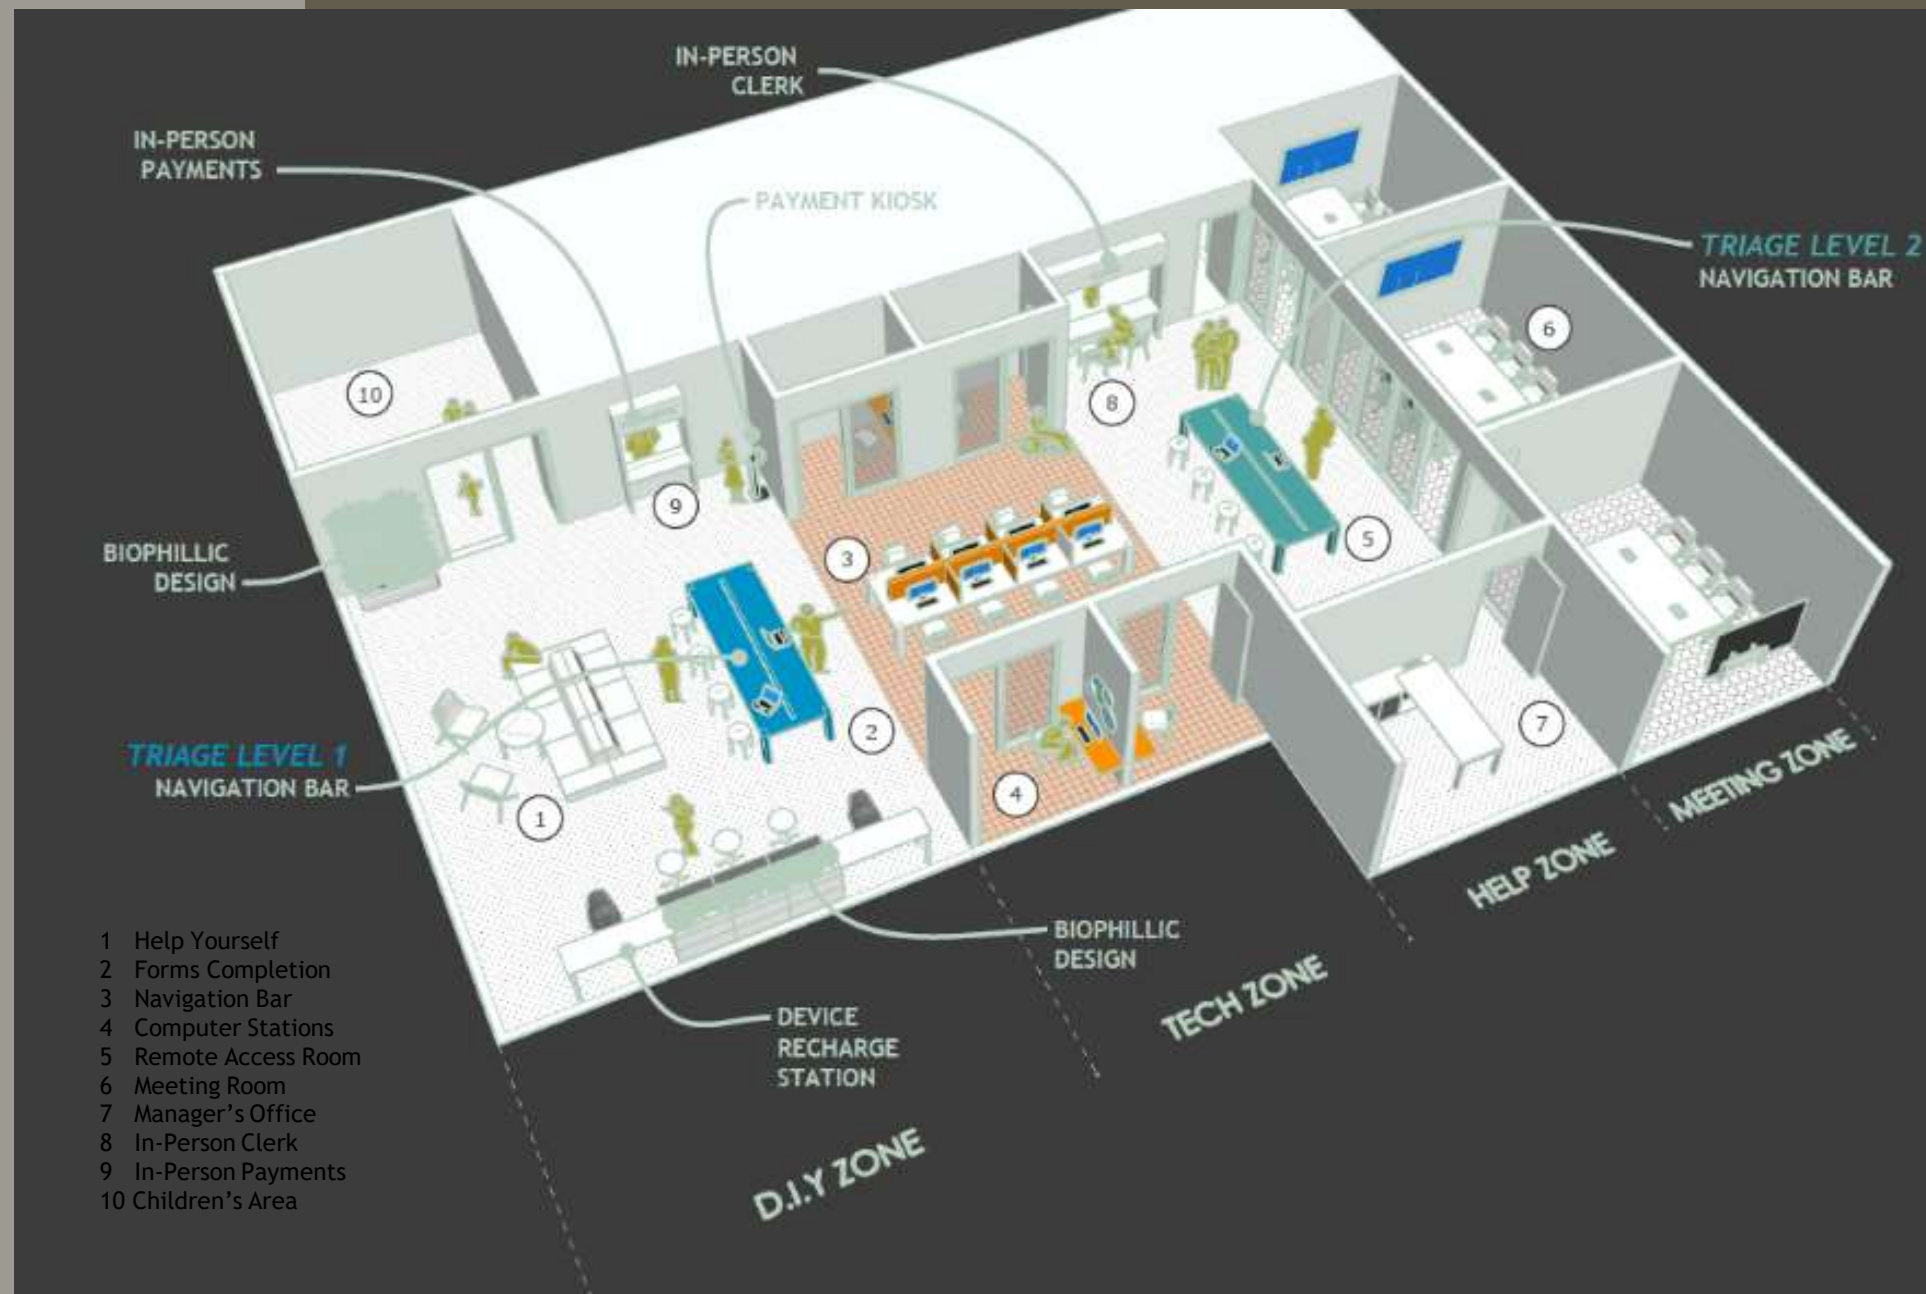 IN-PERSON
CLERK
IN-PERSON
PAYMENTS
PAYMENT KIOSK
TRIAGE LEVEL 2
NAVIGATION BAR
6
10
8
9
5
3
BIOPHILLIC
DESIGN
TRIAGE LEVEL 1
NAVIGATION BAR
2
7
4
1
MEETING ZONE
HELP ZONE
TECH ZONE
D.I.Y ZONE
BIOPHILLIC
DESIGN
DEVICE
RECHARGE
STATION
1 Help Yourself
2 Forms Completion
3 Navigation Bar
4 Computer Stations
5 Remote Access Room
6 Meeting Room
7 Manager’s Office
8 In-Person Clerk
9 In-Person Payments
10 Children’s Area